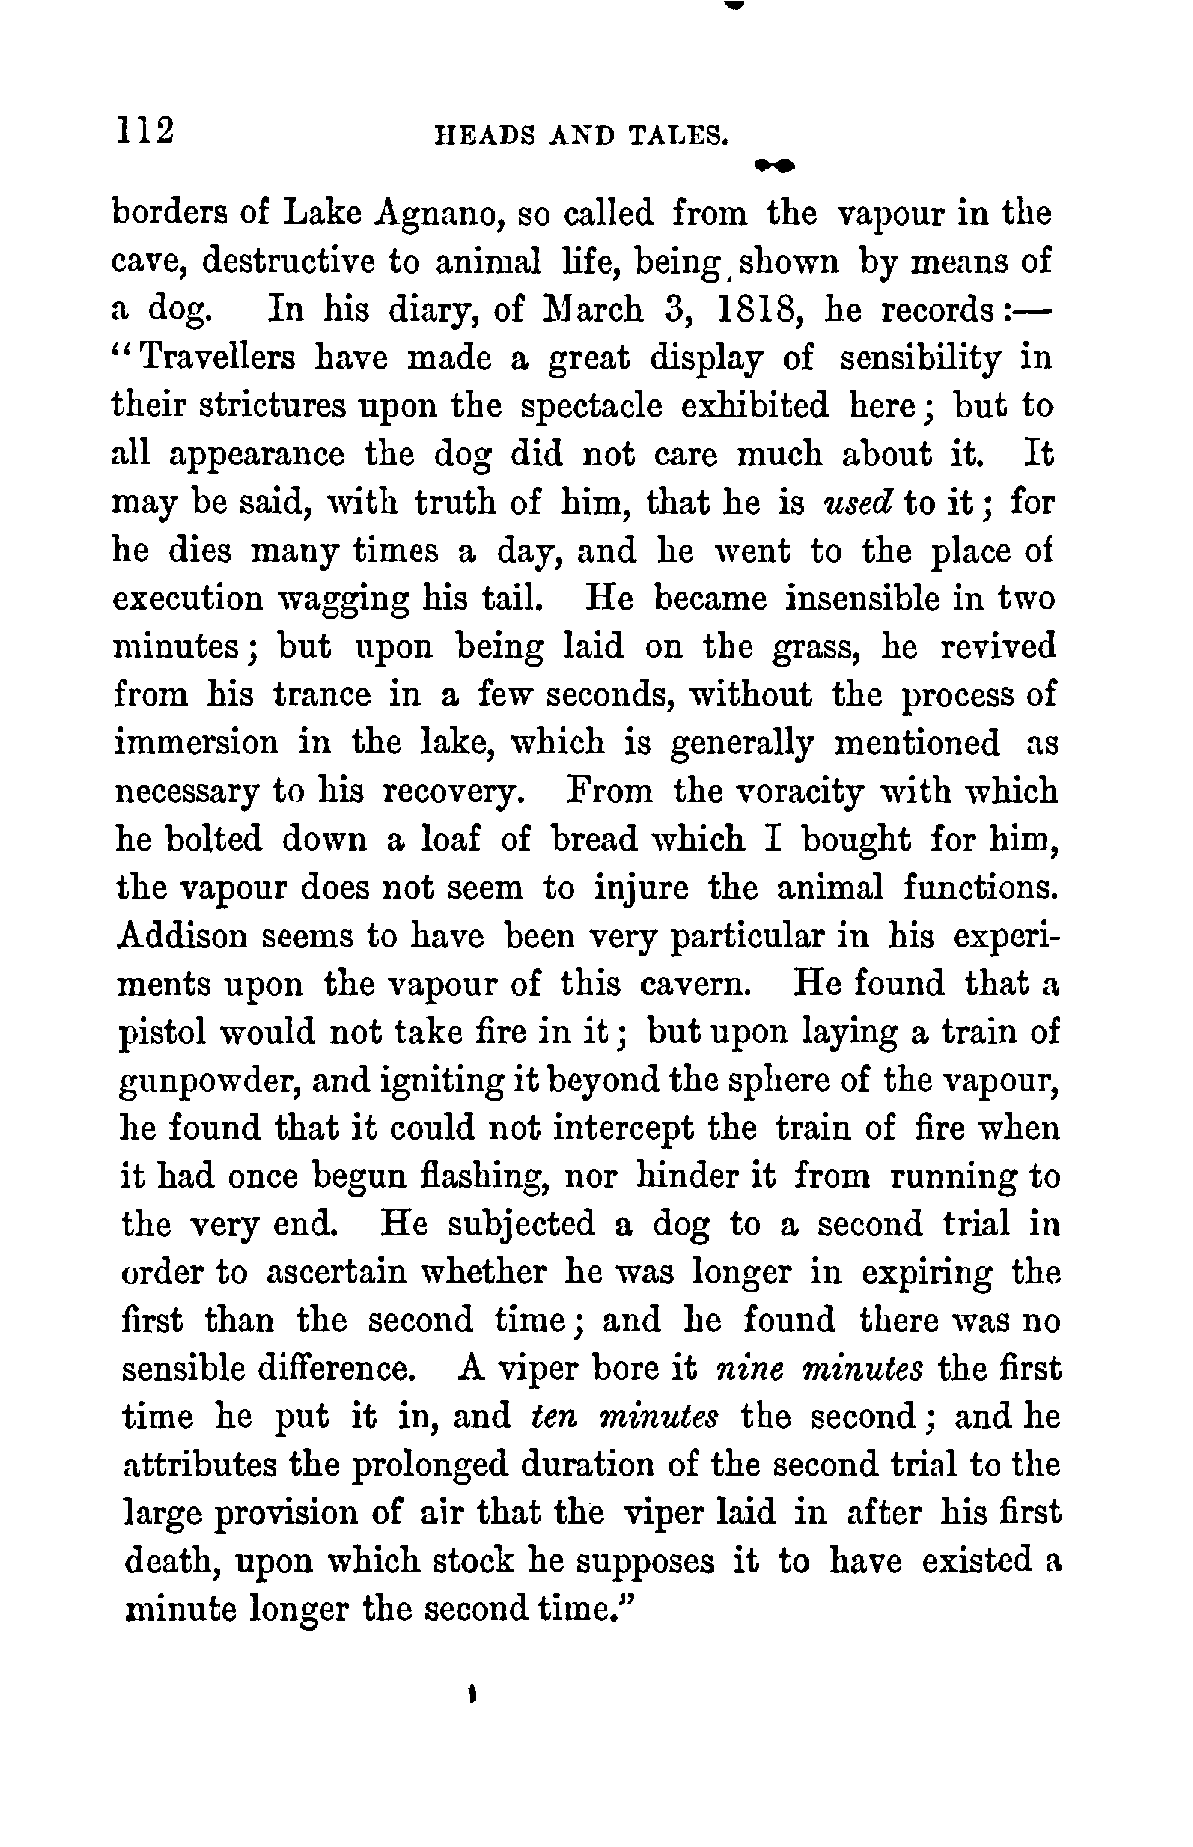 112 HEADS AND TALES.
borders of Lake Agnano, so called from the vapour in the
cave, destructive to animal life, being shown by means of
a dog. In his diary, of March 3, 1818, he records:—
“Travellers have made a great display of sensibility in
their strictures upon the spectacle exhibited here; but to
all appearance the dog did not care much about it. It
may be said, with truth of him, that he is used to it; for
he dies many times a day, and he went to the place of
execution wagging his tail. He became insensible in two
minutes; but upon being laid on the grass, he revived
from his trance in a few seconds, without the process of
immersion in the lake, which is generally mentioned as
necessary to his recovery. From the voracity with which
he bolted down a loaf of bread which I bought for him,
the vapour does not seem to injure the animal functions.
Addison seems to have been very particular in his experi-
ments upon the vapour of this cavern. He found that a
pistol would not take fire in it; but upon laying a train of
gunpowder, and igniting it beyond the sphere of the vapour,
he found that it could not intercept the train of fire when
it had once begun flashing, nor hinder it from running to
the very end. He subjected a dog to a second trial in
order to ascertain whether he was longer in expiring the
first than the second time; and he found there was no
sensible difference. A viper bore it nine minutes the first
time he put it in, and ten minutes the second; and he
attributes the prolonged duration of the second trial to the
large provision of air that the viper laid in after his first
death, upon which stock he supposes it to have existed a
minute longer the second time.”